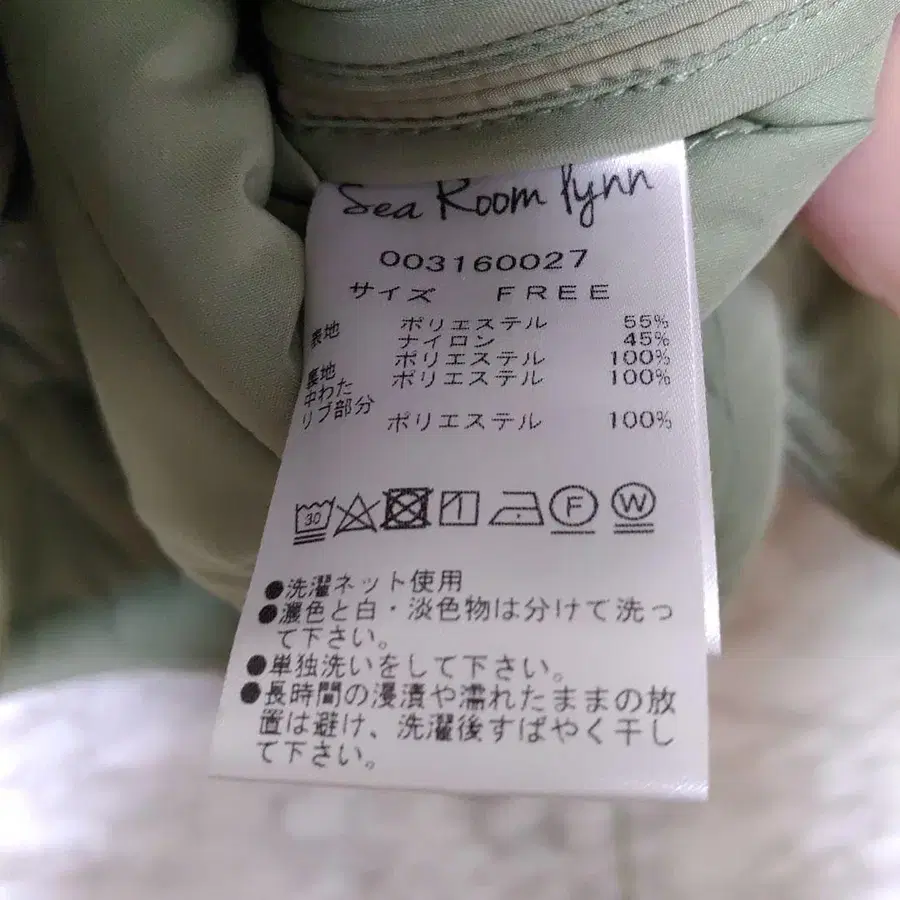 Sea Room lynn
003160027
サイズ FREE
表地 ポリエステル 55%
ナイロン 45%
裏地 ポリエステル 100%
中わた ポリエステル 100%
リブ部分 ポリエステル 100%
30 F W
●洗濯ネット使用
●濃色と白・淡色物は分けて洗っ
て下さい。
●単独洗いをして下さい。
●長時間の浸漬や濡れたままの放
置は避け、洗濯後すばやく干し
て下さい。